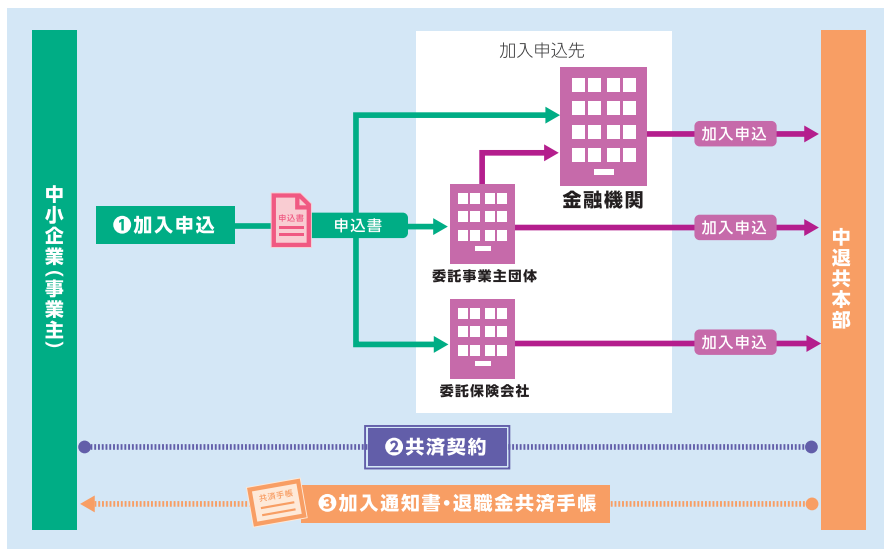 中小企業(事業主)
❶加入申込
申込書
申込書
加入申込先
金融機関
加入申込
委託事業主団体
加入申込
委託保険会社
加入申込
中退共本部
❷共済契約
共済手帳
❸加入通知書・退職金共済手帳